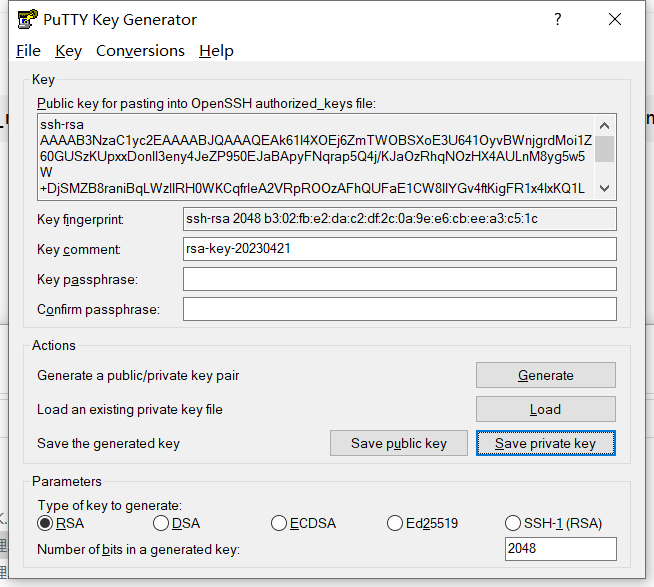 PuTTY Key Generator
File Key Conversions Help
Key
Public key for pasting into OpenSSH authorized_keys file:
ssh-rsa
AAAAB3NzaC1yc2EAAAABJQAAAQEAk61I4XOEj6ZmTWOBSXoE3U641OyvBWnjgrdMoi1Z
60GUSzKUpxxDonIl3eny4JeZP950EJaBApyFNqrap5Q4j/KJaOzRhqNOzHX4AULnM8yg5w5
W
+DjSMZB8raniBqLWzIlRH0WKCqfrleA2VRpROOzAFhQUFaE1CW8IlYGv4ftKigFR1x4lxKQ1L
Key fingerprint:
ssh-rsa 2048 b3:02:fb:e2:da:c2:df:2c:0a:9e:e6:cb:ee:a3:c5:1c
Key comment:
rsa-key-20230421
Key passphrase:
Confirm passphrase:
Actions
Generate a public/private key pair
Generate
Load an existing private key file
Load
Save the generated key
Save public key
Save private key
Parameters
Type of key to generate:
RSA DSA ECDSA Ed25519 SSH-1 (RSA)
Number of bits in a generated key:
2048